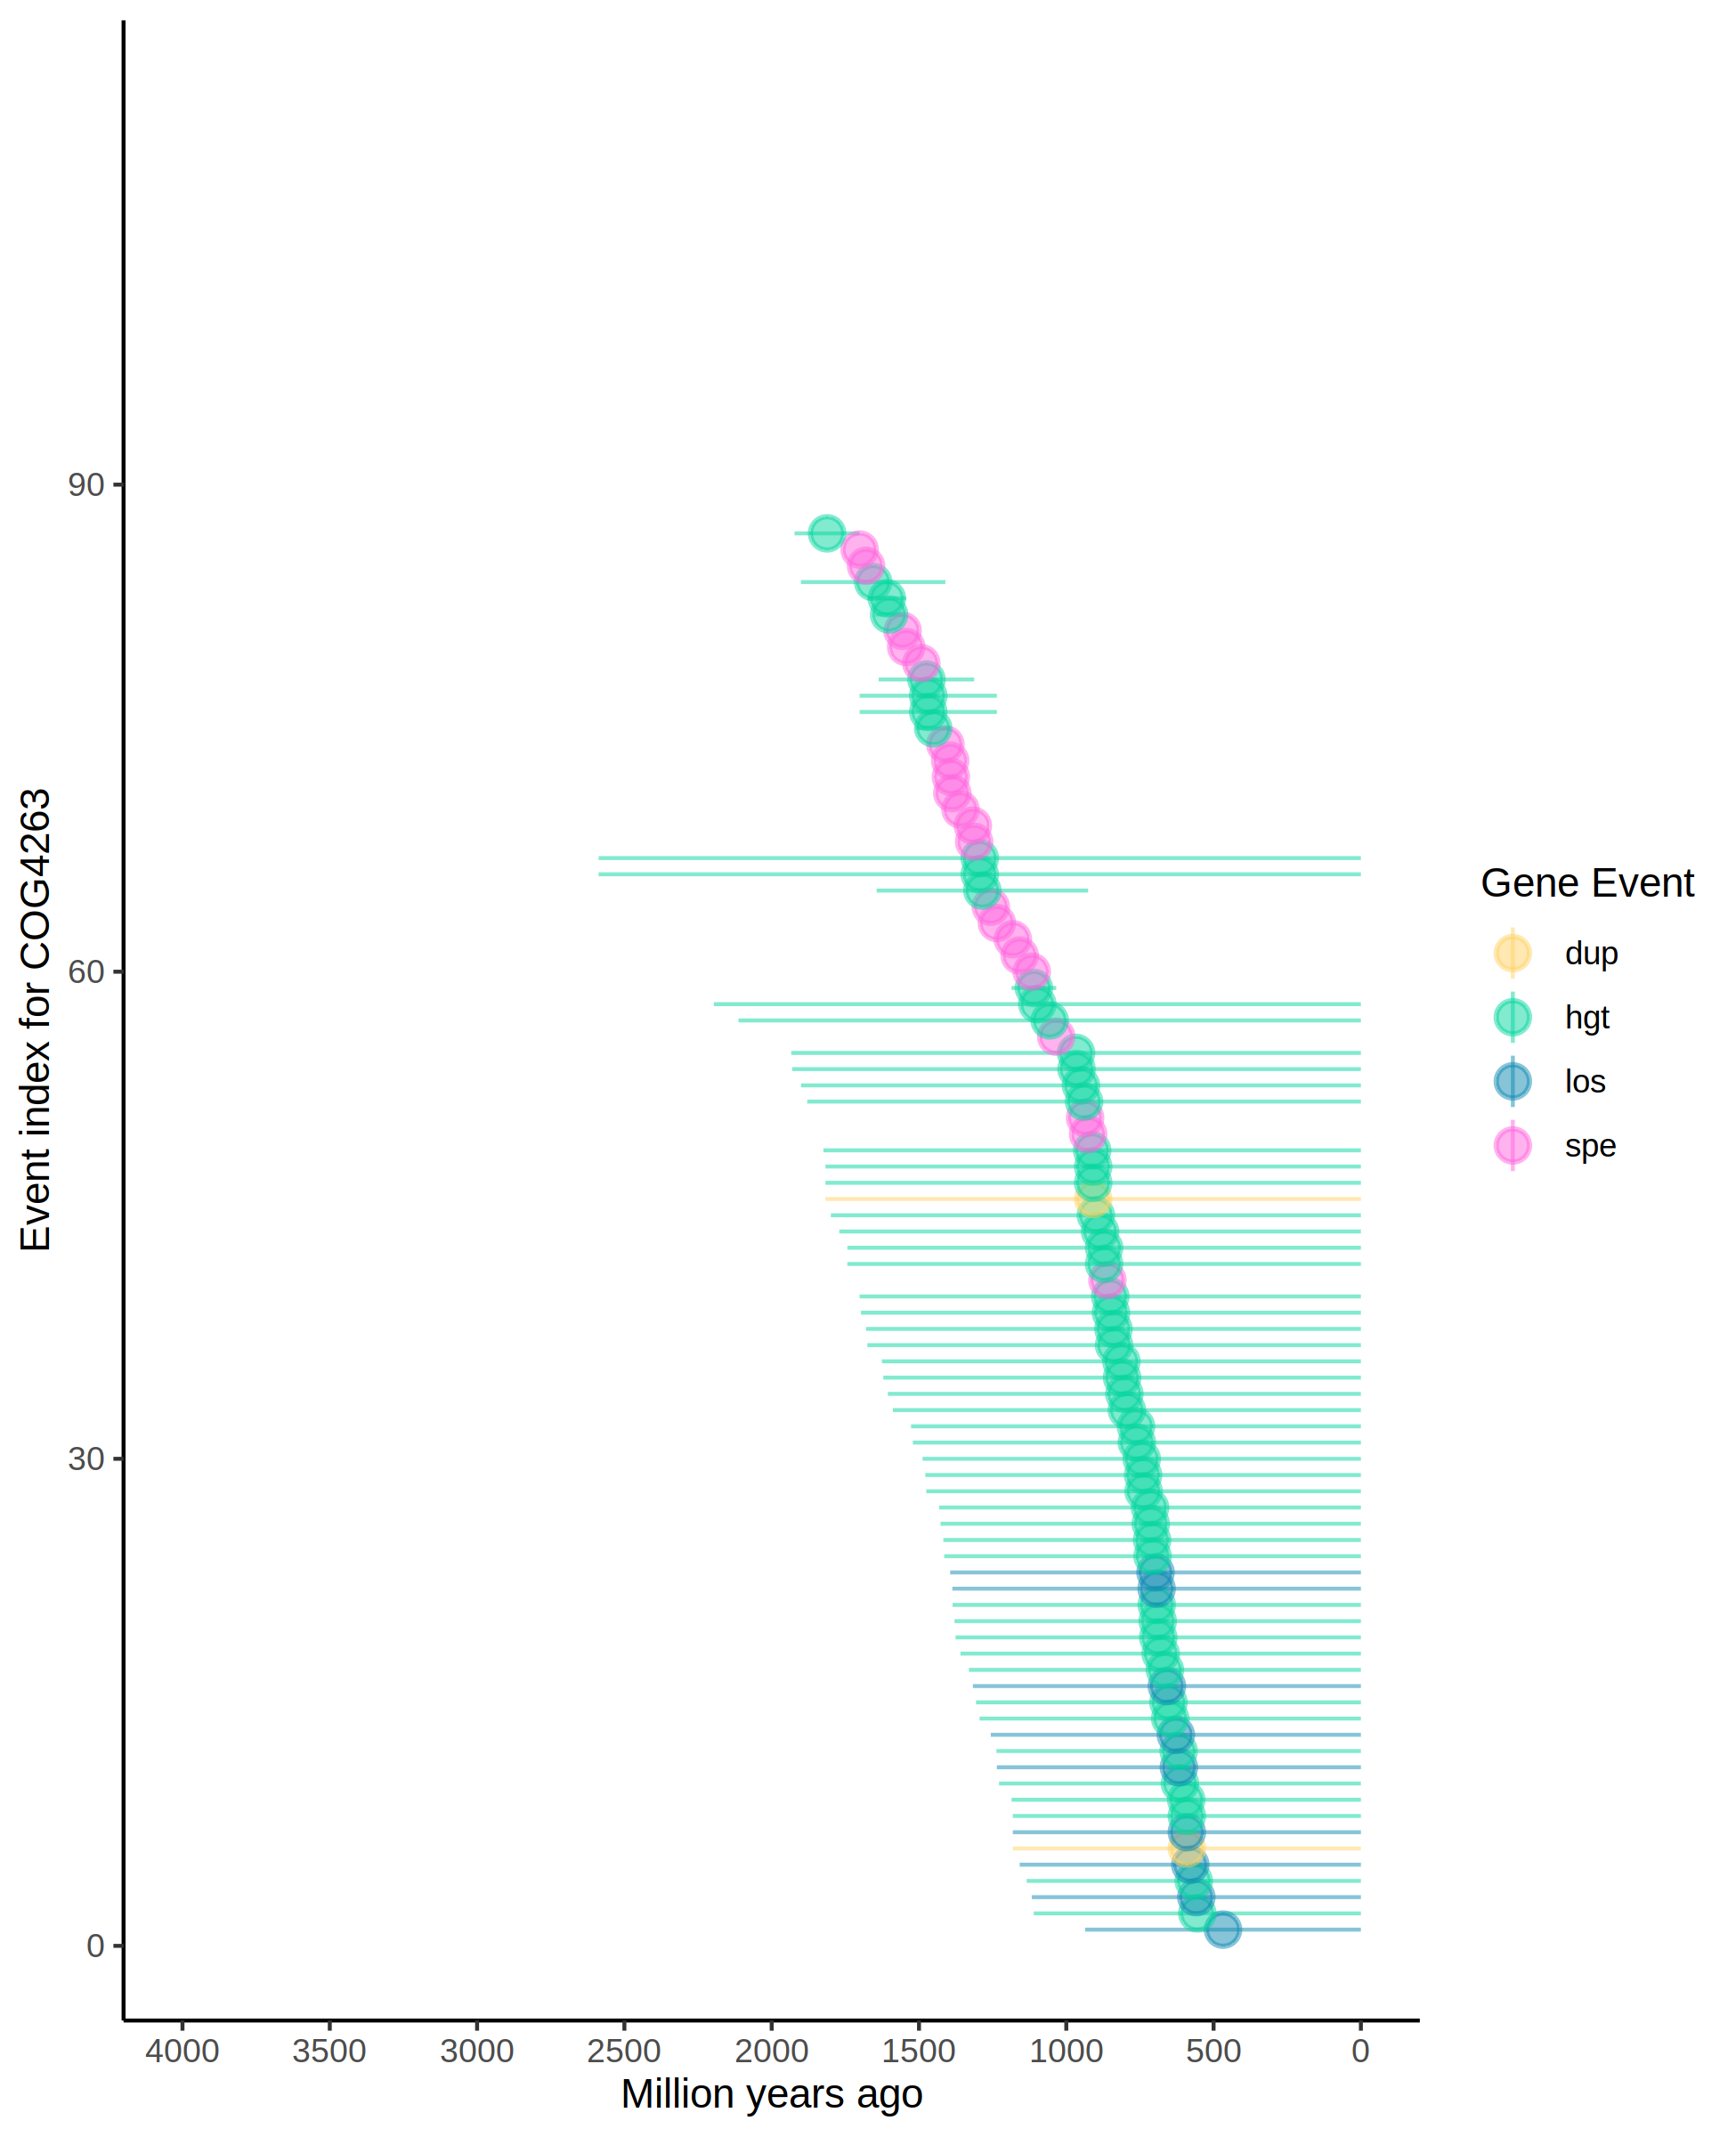 Event index for COG4263
90
60
30
0
4000 3500 3000 2500 2000 1500 1000 500 0
Million years ago
Gene Event
dup
hgt
los
spe